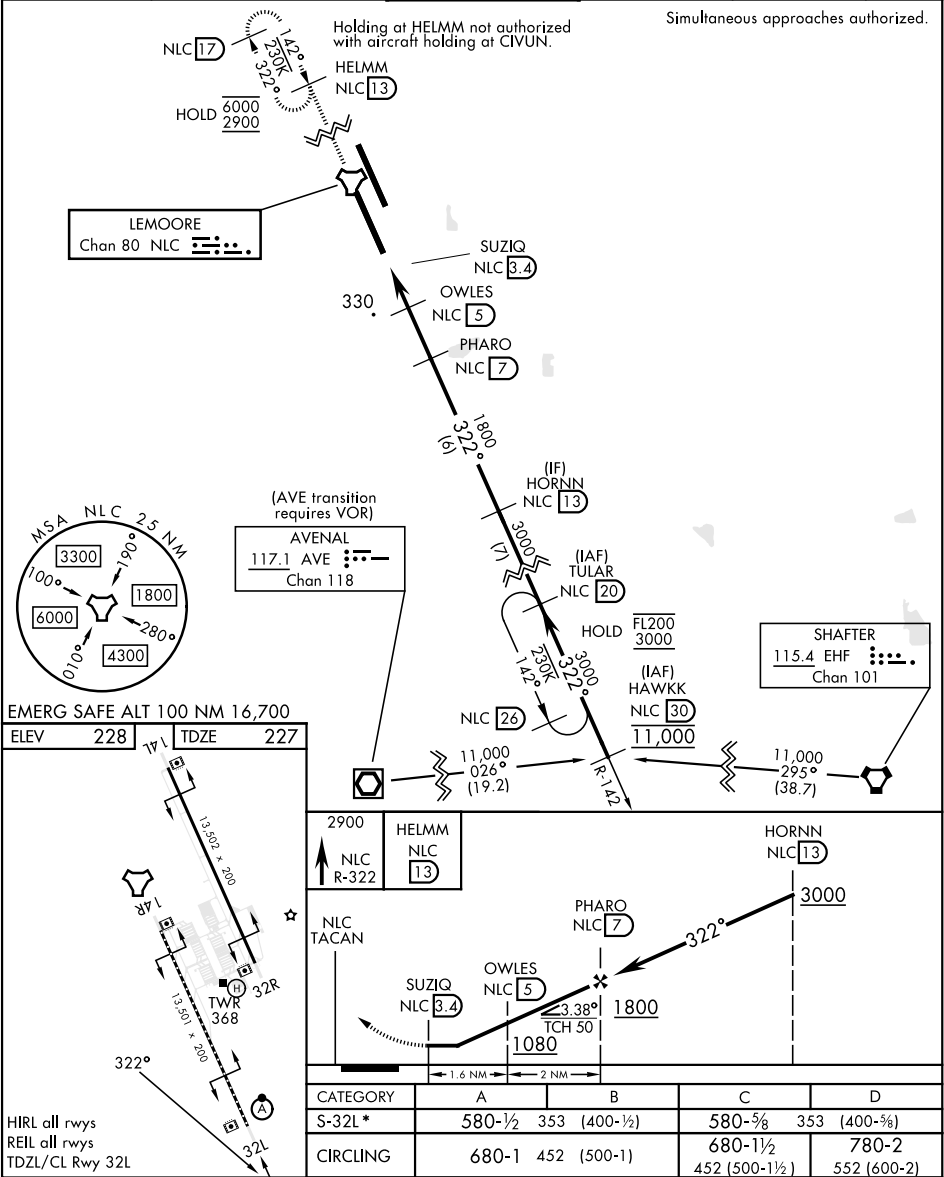 Holding at HELMM not authorized
with aircraft holding at CIVUN.
Simultaneous approaches authorized.
NLC 17
142°
230K
322°
HELMM
NLC 13
HOLD 6000
2900
LEMOORE
Chan 80 NLC
SUZIQ
NLC 3.4
OWLES
NLC 5
330
PHARO
NLC 7
1800
322°
(6)
(IF)
HORNN
NLC 13
3000
(7)
(IAF)
TULAR
NLC 20
HOLD FL200
3000
230K
142°
3000
322°
NLC 26
(IAF)
HAWKK
NLC 30
11,000
(AVE transition
requires VOR)
AVENAL
117.1 AVE
Chan 118
SHAFTER
115.4 EHF
Chan 101
11,000
026°
(19.2)
R-142
11,000
295°
(38.7)
MSA NLC 25 NM
3300
190°
100°
1800
6000
280°
010°
4300
EMERG SAFE ALT 100 NM 16,700
ELEV 228
TDZE 227
14L
13,502 x 200
14R
32R
H
TWR
368
13,501 x 200
322°
A
32L
HIRL all rwys
REIL all rwys
TDZL/CL Rwy 32L
2900
NLC
R-322
HELMM
NLC
13
HORNN
NLC 13
3000
322°
PHARO
NLC 7
1800
NLC
TACAN
SUZIQ
NLC 3.4
OWLES
NLC 5
3.38°
TCH 50
1080
1.6 NM
2 NM
CATEGORY A B C D
S-32L * 580-½ 353 (400-½) 580-⅝ 353 (400-⅝)
CIRCLING 680-1 452 (500-1) 680-1½ 780-2
452 (500-1½) 552 (600-2)